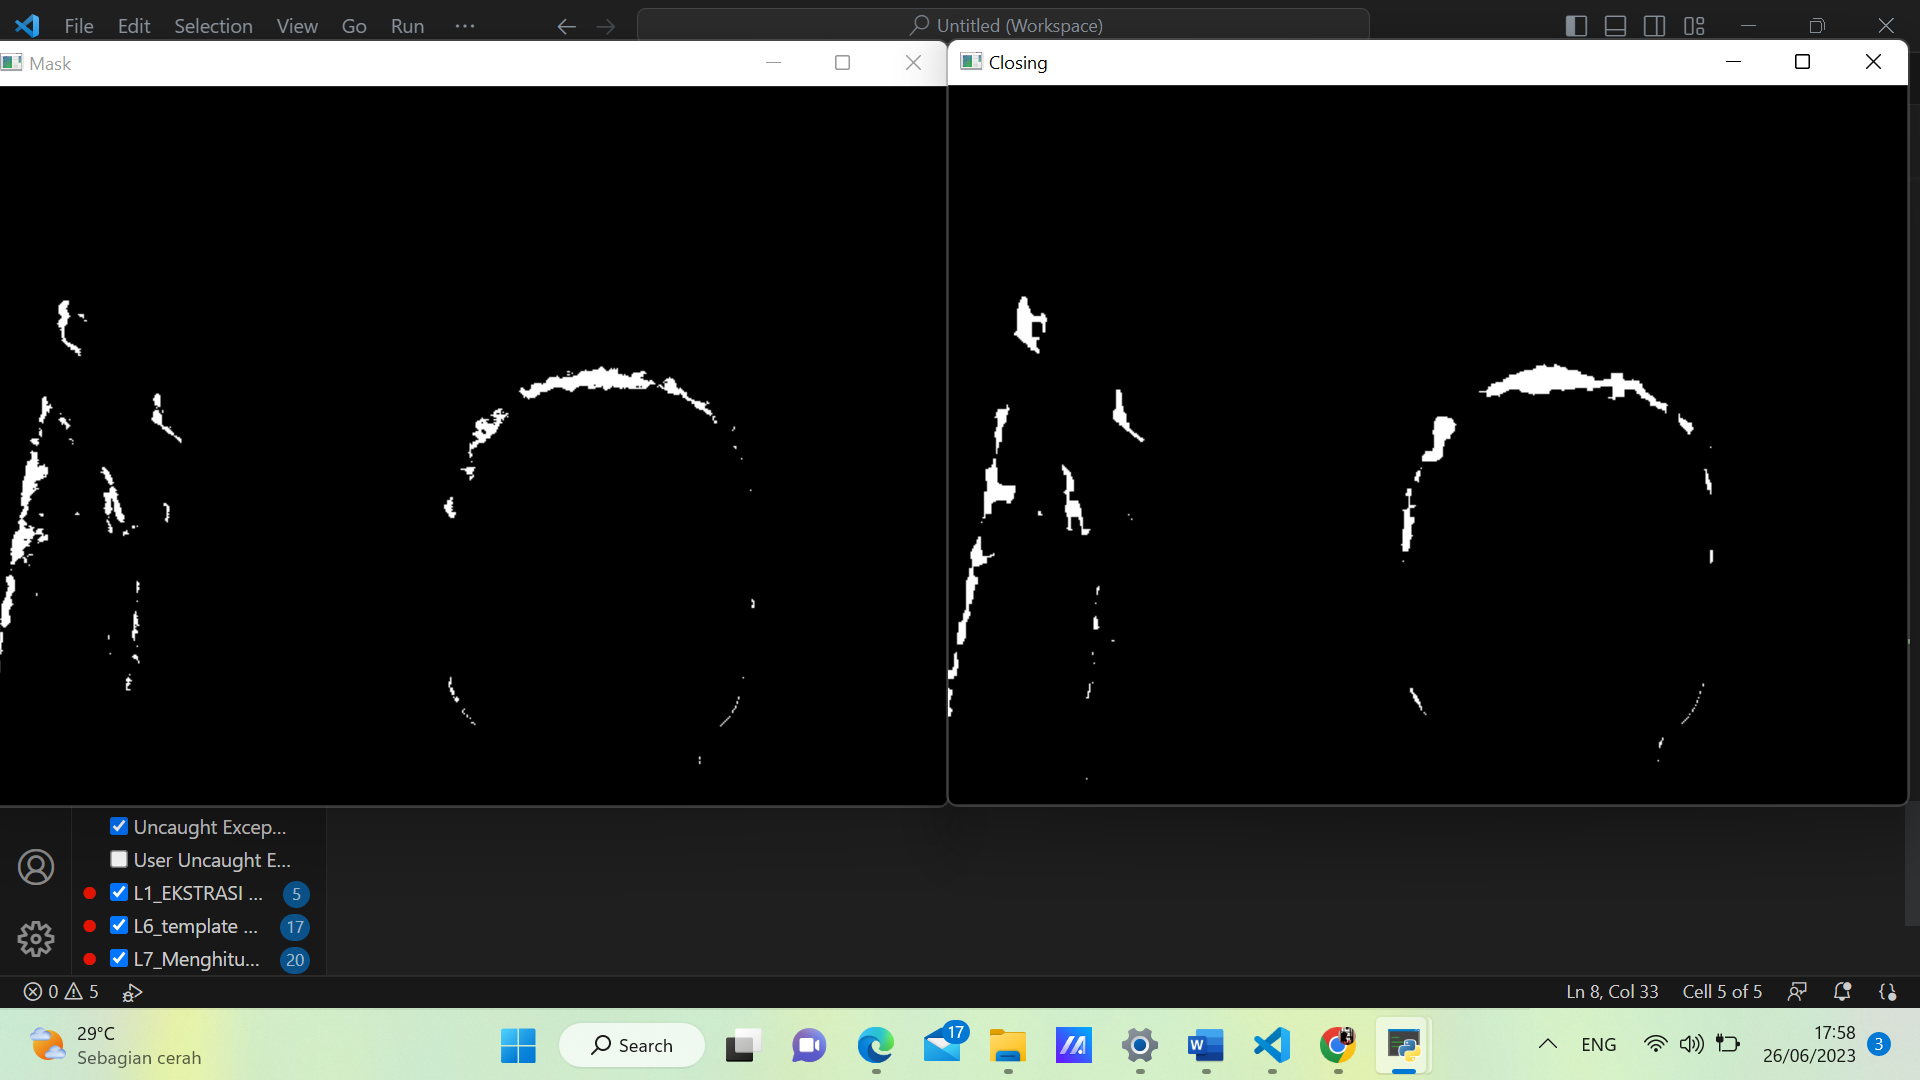 File Edit Selection View Go Run ···
Untitled (Workspace)
Mask
Closing
Uncaught Excep...
User Uncaught E...
L1_EKSTRASI ... 5
L6_template ... 17
L7_Menghitu... 20
0 5
Ln 8, Col 33 Cell 5 of 5
29°C
Sebagian cerah
Search
17
ENG
17:58
26/06/2023
3